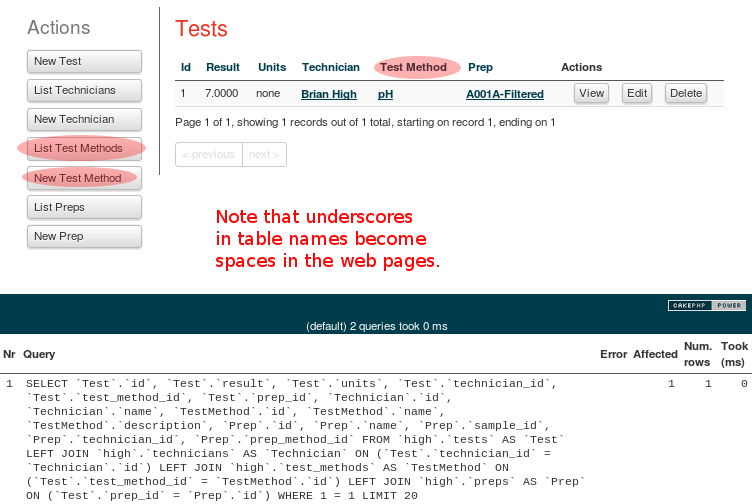 Actions
New Test
List Technicians
New Technician
List Test Methods
New Test Method
List Preps
New Prep
Tests
Id Result Units Technician Test Method Prep Actions
1 7.0000 none Brian High pH A001A-Filtered View Edit Delete
Page 1 of 1, showing 1 records out of 1 total, starting on record 1, ending on 1
< previous next >
Note that underscores
in table names become
spaces in the web pages.
CAKEPHP POWER
(default) 2 queries took 0 ms
Nr Query Error Affected Num. rows Took (ms)
1 SELECT `Test`.`id`, `Test`.`result`, `Test`.`units`, `Test`.`technician_id`, 1 1 0
`Test`.`test_method_id`, `Test`.`prep_id`, `Technician`.`id`,
`Technician`.`name`, `TestMethod`.`id`, `TestMethod`.`name`,
`TestMethod`.`description`, `Prep`.`id`, `Prep`.`name`, `Prep`.`sample_id`,
`Prep`.`technician_id`, `Prep`.`prep_method_id` FROM `high`.`tests` AS `Test`
LEFT JOIN `high`.`technicians` AS `Technician` ON (`Test`.`technician_id` =
`Technician`.`id`) LEFT JOIN `high`.`test_methods` AS `TestMethod` ON
(`Test`.`test_method_id` = `TestMethod`.`id`) LEFT JOIN `high`.`preps` AS `Prep`
ON (`Test`.`prep_id` = `Prep`.`id`) WHERE 1 = 1 LIMIT 20